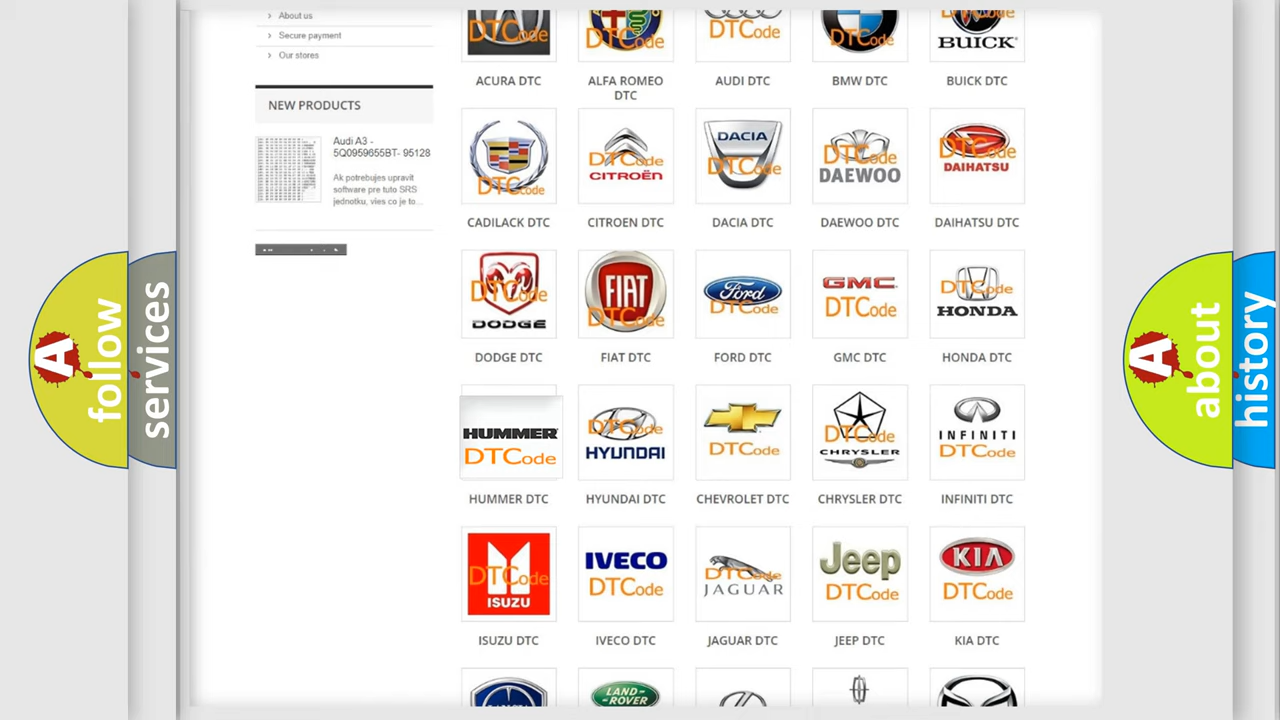 About us
Secure payment
Our stores
NEW PRODUCTS
Audi A3 -
5Q0959655BT- 95128
Ak potrebujes upravit
software pre tuto SRS
jednotku, vies co je to...
DTCode
DTCode
DTCode
DTCode
DTCode
BUICK
ACURA DTC
ALFA ROMEO
DTC
AUDI DTC
BMW DTC
BUICK DTC
DTCode
DTCode
CITROËN
DACIA
DTCode
DTCode
DAEWOO
DTCode
DAIHATSU
CADILACK DTC
CITROEN DTC
DACIA DTC
DAEWOO DTC
DAIHATSU DTC
DTCode
DODGE
FIAT
DTCode
Ford
DTCode
GMC
DTCode
DTCode
HONDA
DODGE DTC
FIAT DTC
FORD DTC
GMC DTC
HONDA DTC
HUMMER
DTCode
DTCode
HYUNDAI
DTCode
DTCode
CHRYSLER
INFINITI
DTCode
HUMMER DTC
HYUNDAI DTC
CHEVROLET DTC
CHRYSLER DTC
INFINITI DTC
DTCode
ISUZU
IVECO
DTCode
DTCode
JAGUAR
Jeep
DTCode
KIA
DTCode
ISUZU DTC
IVECO DTC
JAGUAR DTC
JEEP DTC
KIA DTC
LAND-
ROVER
A
follow
services
A
about
history